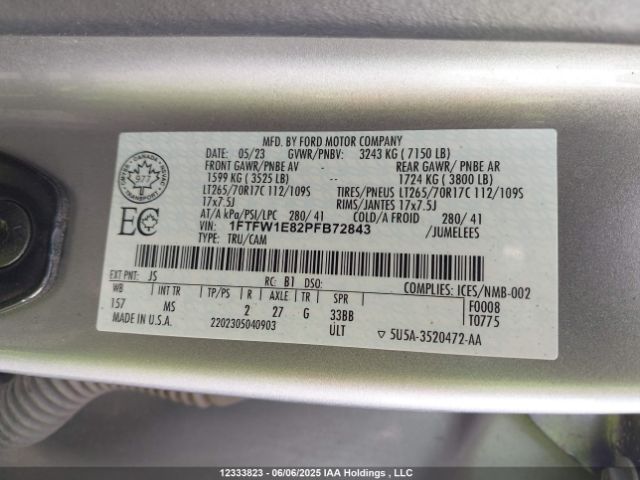 MFD. BY FORD MOTOR COMPANY
DATE: 05/23 GVWR/PNBV: 3243 KG ( 7150 LB)
FRONT GAWR/PNBE AV REAR GAWR/ PNBE AR
1599 KG ( 3525 LB) -- 1724 KG ( 3800 LB)
LT265/70R17C 112/109S TIRES/PNEUS LT265/70R17C 112/109S
17x7.5J RIMS/JANTES 17x7.5J
AT/A kPa/PSI/LPC 280/ 41 COLD/A FROID 280/ 41
VIN: 1FTFW1E82PFB72843 /JUMELEES
TYPE: TRU/CAM
CANADA
977
TRANSPORT
EC
EXT PNT: JS RC: B1 DSO: COMPLIES: ICES/NMB-002
WB INT TR TP/PS R AXLE TR SPR F0008
157 MS 2 27 G 33BB T0775
MADE IN U.S.A. 2202305040903 ULT ▽ 5U5A-3520472-AA
12333823 - 06/06/2025 IAA Holdings , LLC